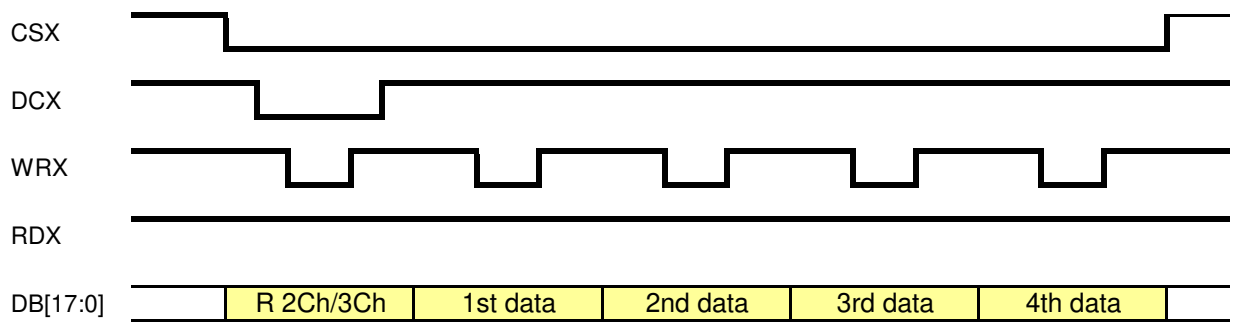 CSX
DCX
WRX
RDX
DB[17:0] R 2Ch/3Ch 1st data 2nd data 3rd data 4th data